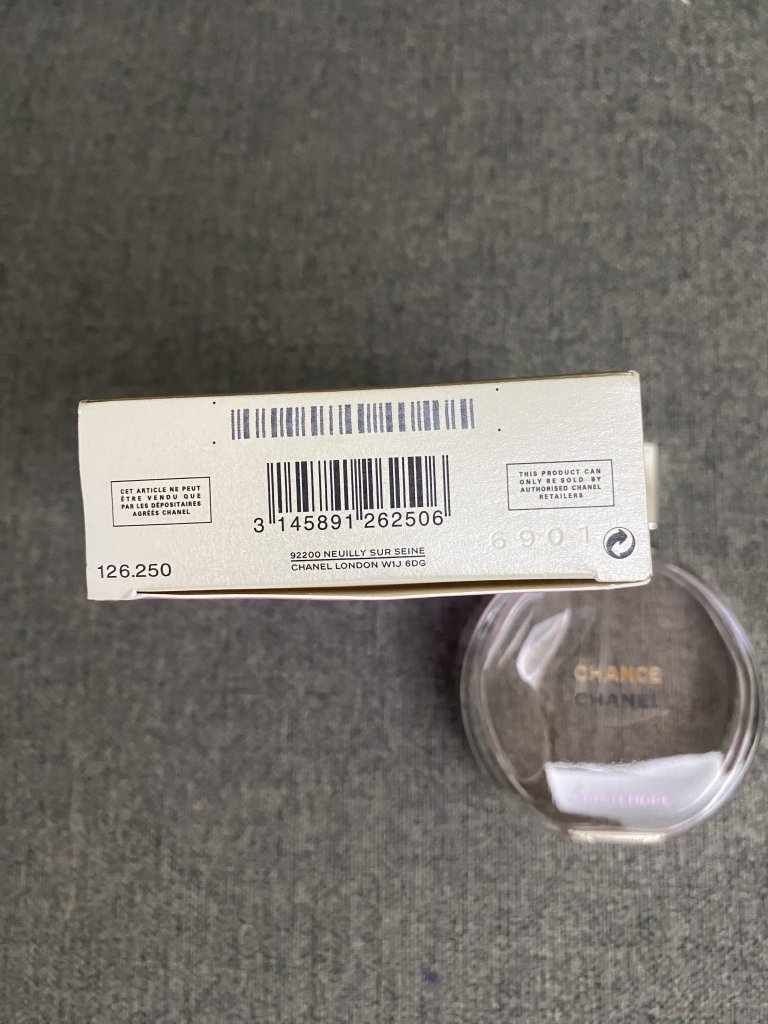 CET ARTICLE NE PEUT
ÊTRE VENDU QUE
PAR LES DÉPOSITAIRES
AGRÉÉS CHANEL
3 145891 262506
THIS PRODUCT CAN
ONLY BE SOLD BY
AUTHORISED CHANEL
RETAILERS
6901
92200 NEUILLY SUR SEINE
CHANEL LONDON W1J 6DG
126.250
CHANCE
CHANEL
EAU TENDRE